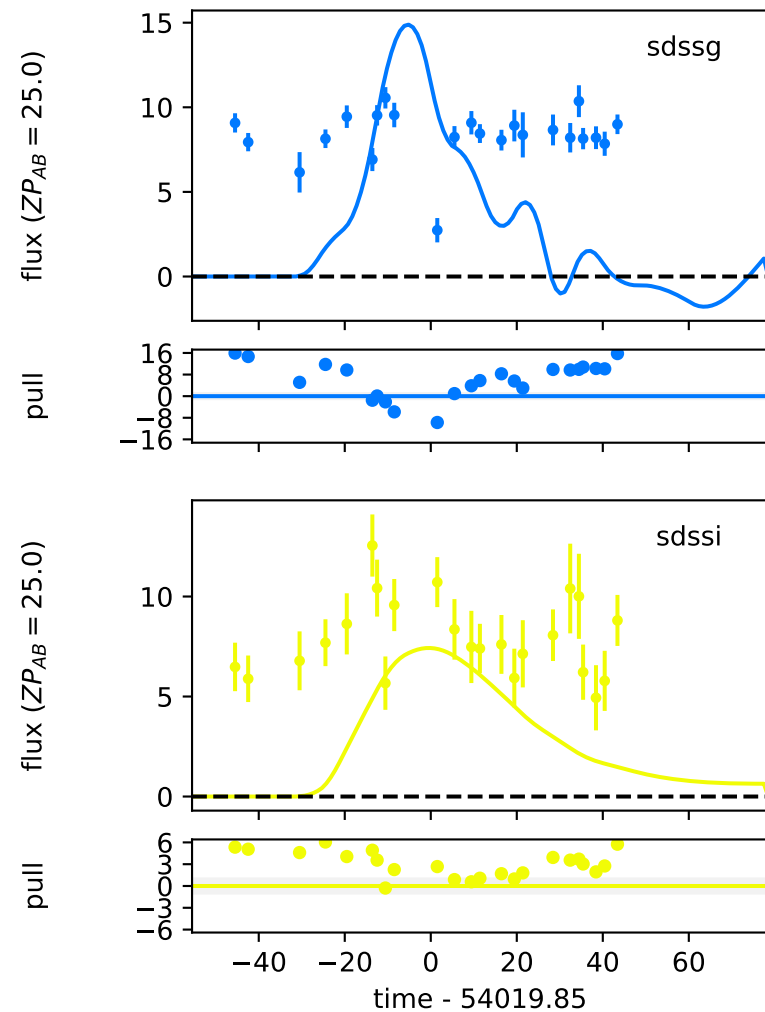 sdssg
flux (ZP_AB = 25.0)
15
10
5
0
pull
16
8
0
−8
−16
sdssi
flux (ZP_AB = 25.0)
10
5
0
pull
6
3
0
−3
−6
−40 −20 0 20 40 60
time - 54019.85